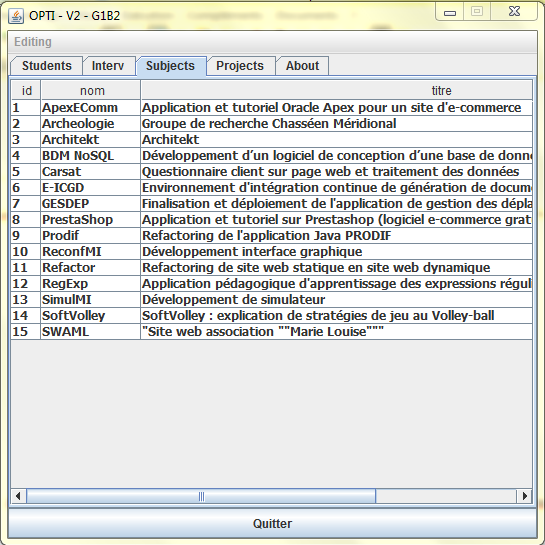 OPTI - V2 - G1B2
Editing
Students Interv Subjects Projects About
id nom titre
1 ApexEComm Application et tutoriel Oracle Apex pour un site d'e-commerce
2 Archeologie Groupe de recherche Chasséen Méridional
3 Architekt Architekt
4 BDM NoSQL Développement d’un logiciel de conception d’une base de donn
5 Carsat Questionnaire client sur page web et traitement des données
6 E-ICGD Environnement d'intégration continue de génération de docum
7 GESDEP Finalisation et déploiement de l'application de gestion des dépla
8 PrestaShop Application et tutoriel sur Prestashop (logiciel e-commerce grat
9 Prodif Refactoring de l'application Java PRODIF
10 ReconfMI Développement interface graphique
11 Refactor Refactoring de site web statique en site web dynamique
12 RegExp Application pédagogique d'apprentissage des expressions régul
13 SimulMI Développement de simulateur
14 SoftVolley SoftVolley : explication de stratégies de jeu au Volley-ball
15 SWAML "Site web association ""Marie Louise"""
Quitter